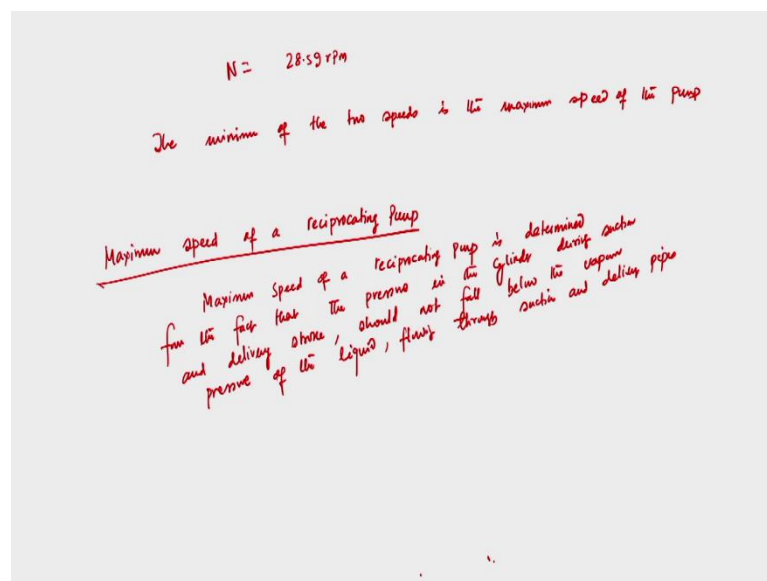 N = 28.59 rpm
The minimum of the two speeds is the maximum speed of the pump
Maximum speed of a reciprocating Pump
Maximum Speed of a reciprocating pump is determined
from the fact that the pressure in the cylinder during suction
and delivery stroke, should not fall below the vapour
pressure of the liquid, flowing through suction and delivery pipes